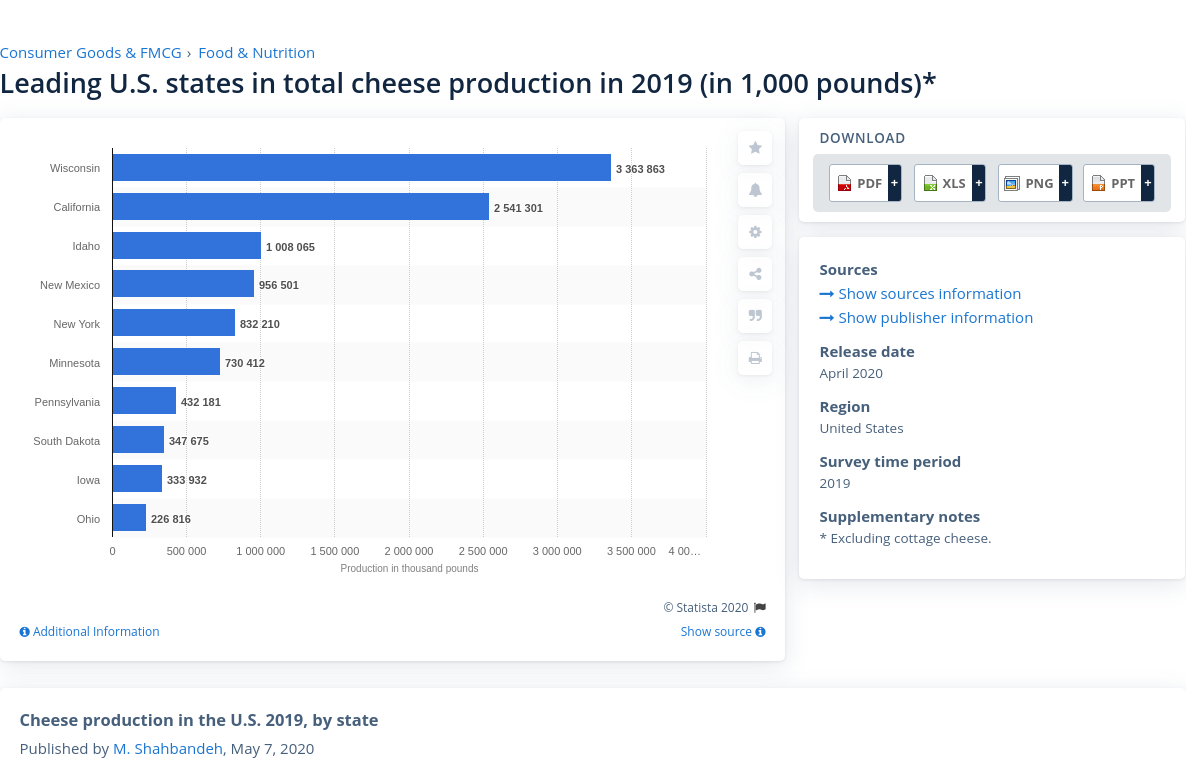 Consumer Goods & FMCG › Food & Nutrition
Leading U.S. states in total cheese production in 2019 (in 1,000 pounds)*
Wisconsin 3 363 863
California 2 541 301
Idaho 1 008 065
New Mexico 956 501
New York 832 210
Minnesota 730 412
Pennsylvania 432 181
South Dakota 347 675
Iowa 333 932
Ohio 226 816
0 500 000 1 000 000 1 500 000 2 000 000 2 500 000 3 000 000 3 500 000 4 00…
Production in thousand pounds
© Statista 2020
Additional Information Show source
DOWNLOAD
PDF + XLS + PNG + PPT +
Sources
Show sources information
Show publisher information
Release date
April 2020
Region
United States
Survey time period
2019
Supplementary notes
* Excluding cottage cheese.
Cheese production in the U.S. 2019, by state
Published by M. Shahbandeh, May 7, 2020